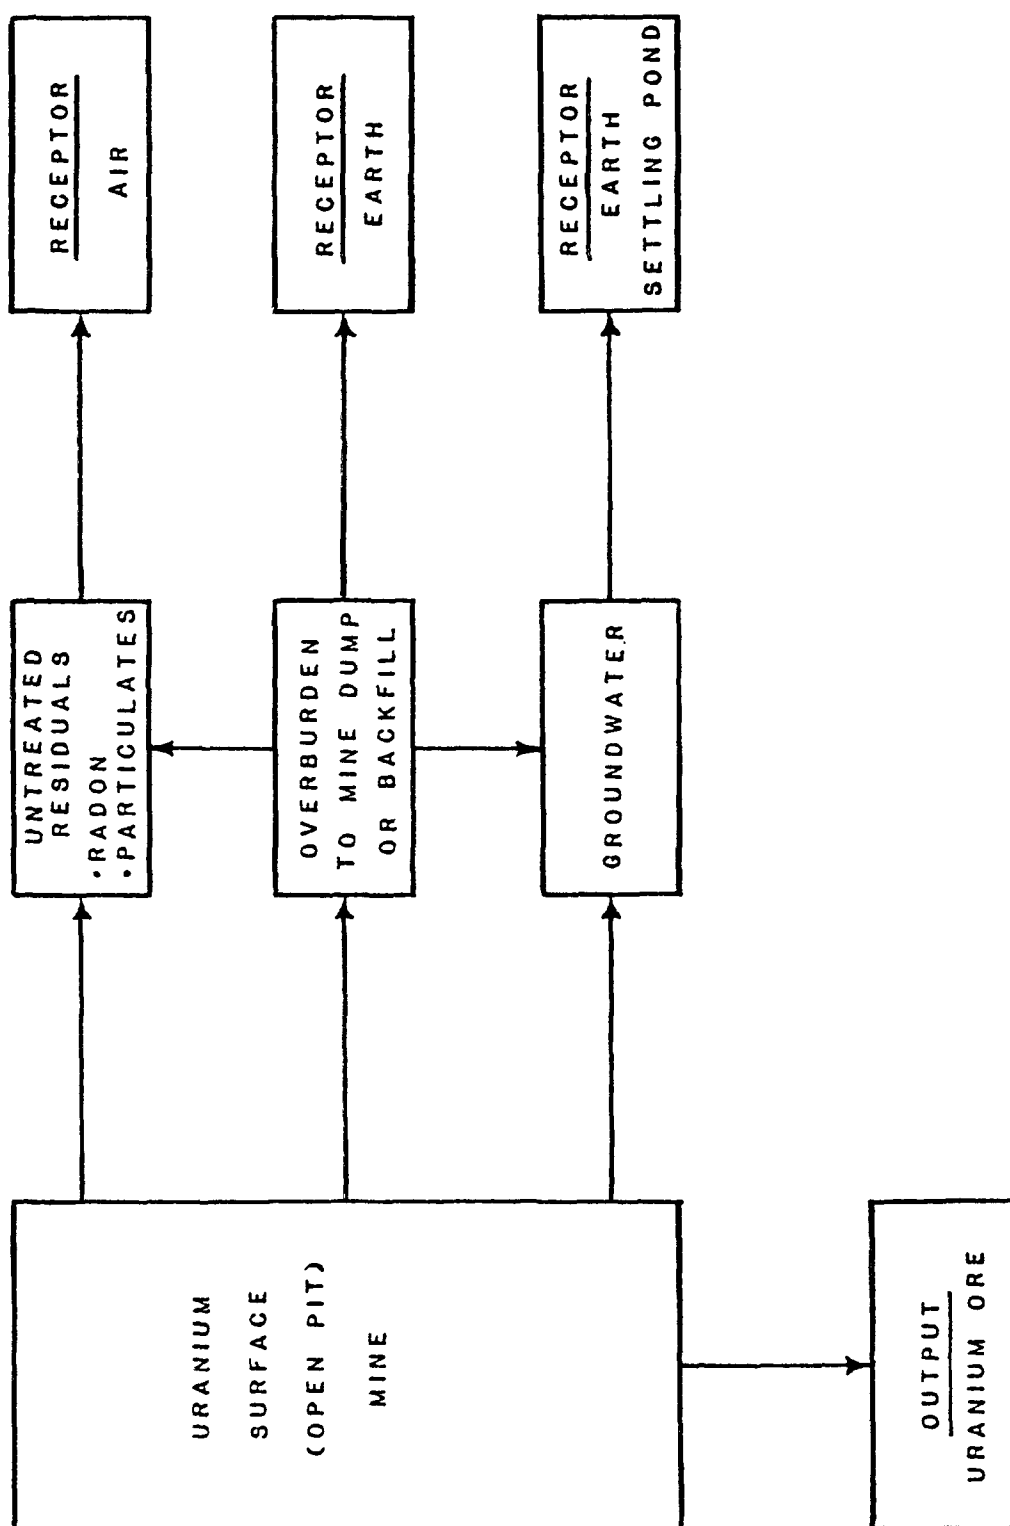 URANIUM
SURFACE
(OPEN PIT)
MINE
UNTREATED
RESIDUALS
•RADON
•PARTICULATES
RECEPTOR
AIR
OVERBURDEN
TO MINE DUMP
OR BACKFILL
RECEPTOR
EARTH
GROUNDWATER
RECEPTOR
EARTH
SETTLING POND
OUTPUT
URANIUM ORE